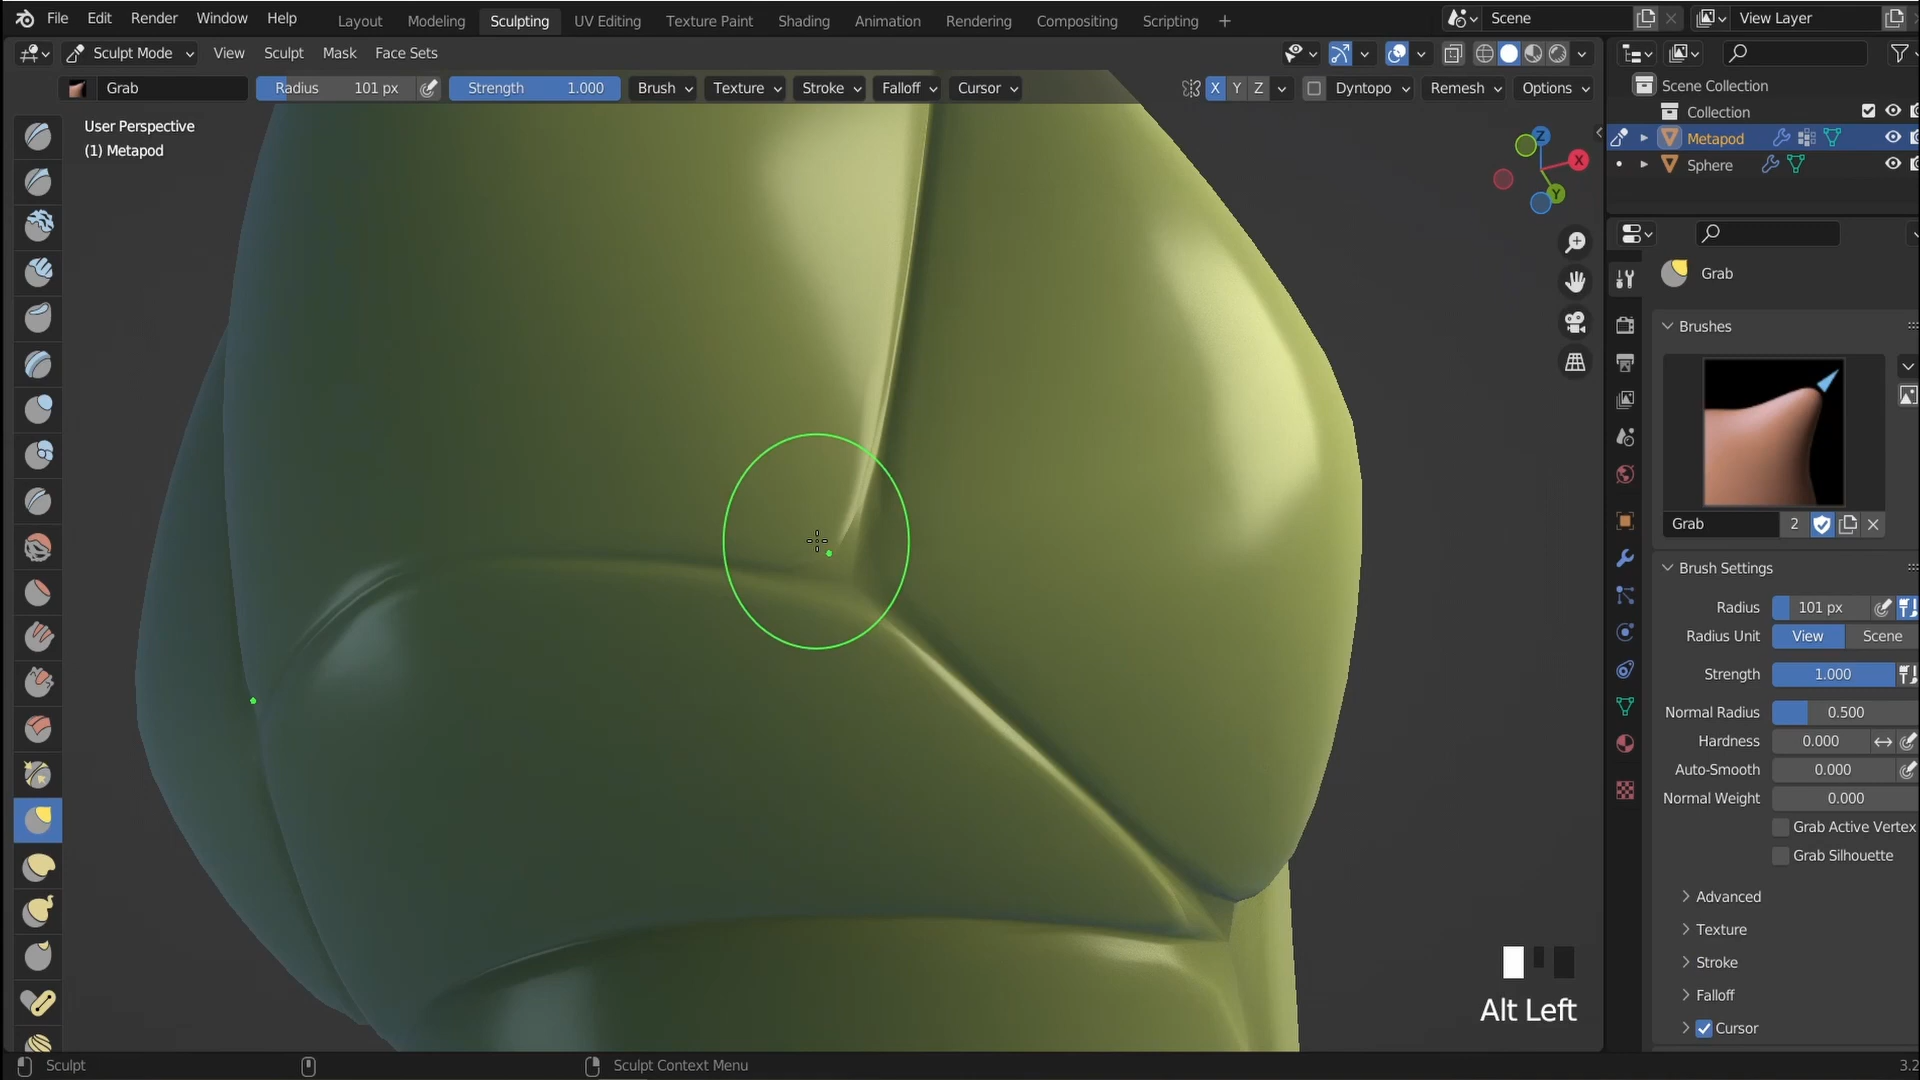 File Edit Render Window Help Layout Modeling Sculpting UV Editing Texture Paint Shading Animation Rendering Compositing Scripting + Scene View Layer
Sculpt Mode View Sculpt Mask Face Sets
Grab Radius 101 px Strength 1.000 Brush Texture Stroke Falloff Cursor X Y Z Dyntopo Remesh Options
User Perspective
(1) Metapod
Z
X
Y
Scene Collection
Collection
Metapod
Sphere
Grab
Brushes
Grab 2
Brush Settings
Radius 101 px
Radius Unit View Scene
Strength 1.000
Normal Radius 0.500
Hardness 0.000
Auto-Smooth 0.000
Normal Weight 0.000
Grab Active Vertex
Grab Silhouette
Advanced
Texture
Stroke
Falloff
Cursor
Alt Left
Sculpt Sculpt Context Menu 3.2